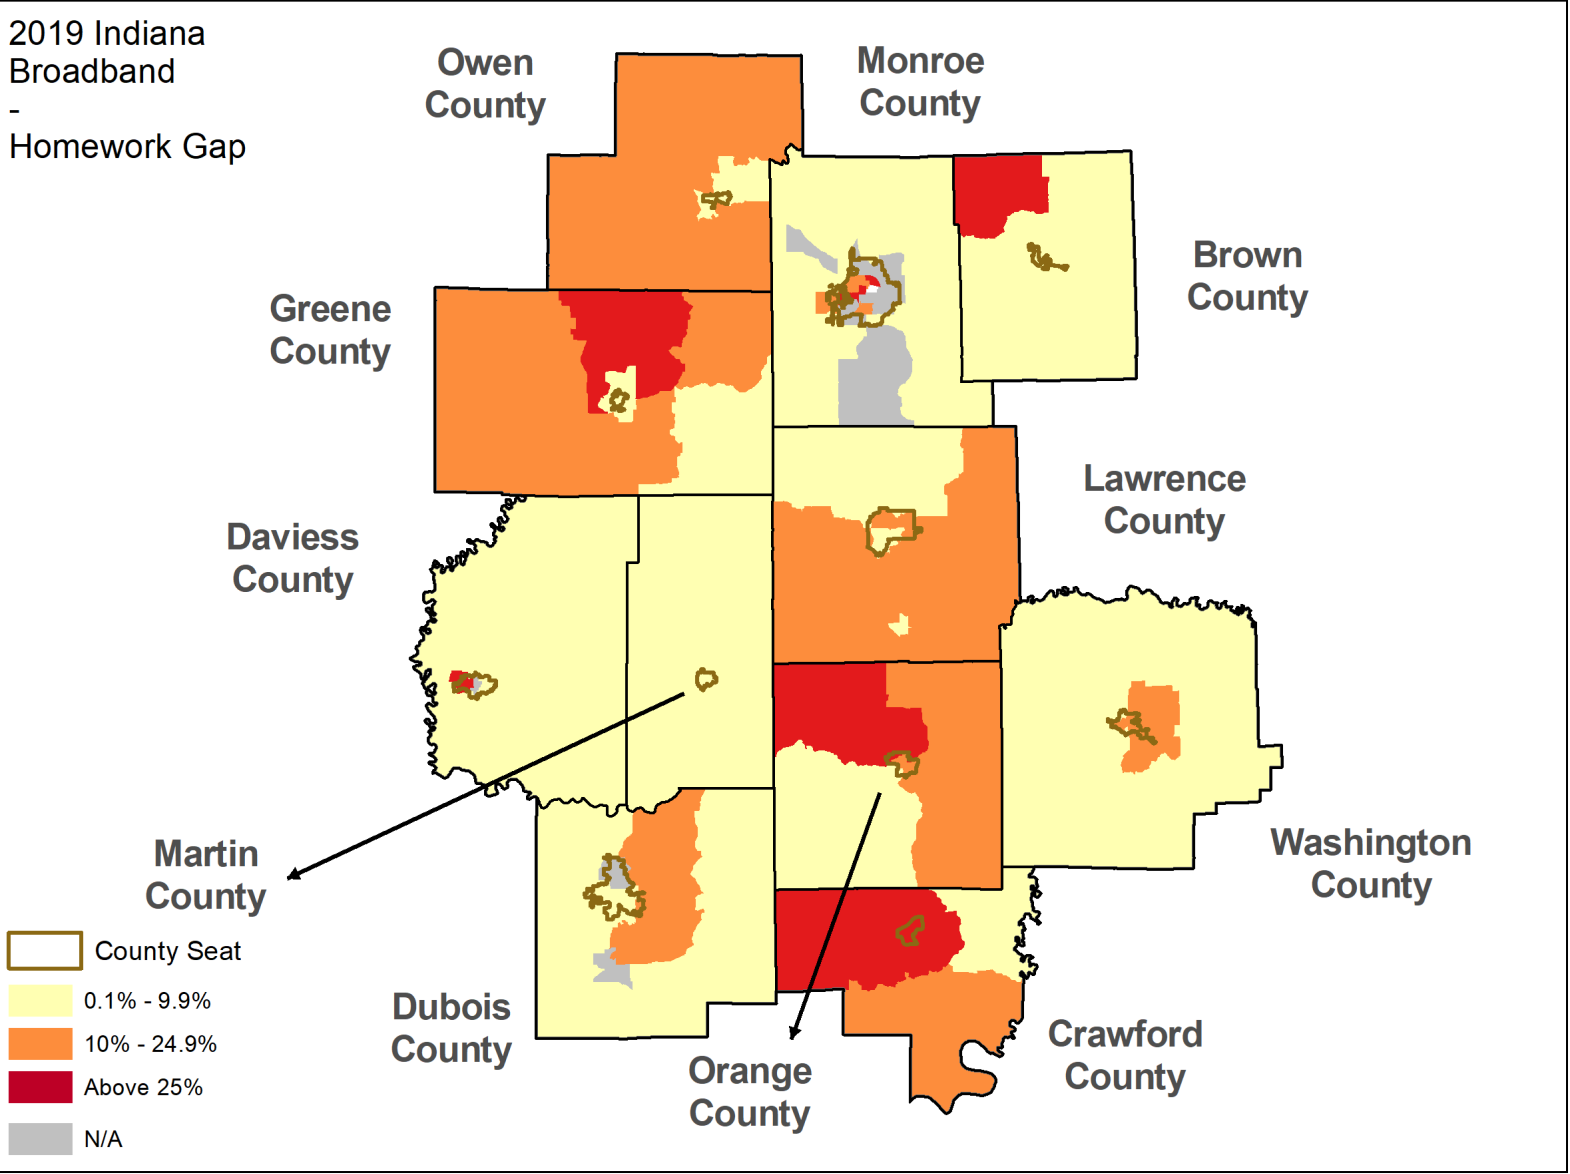 2019 Indiana
Broadband
-
Homework Gap
Owen
County
Monroe
County
Brown
County
Greene
County
Lawrence
County
Daviess
County
Martin
County
Washington
County
Dubois
County
Orange
County
Crawford
County
County Seat
0.1% - 9.9%
10% - 24.9%
Above 25%
N/A